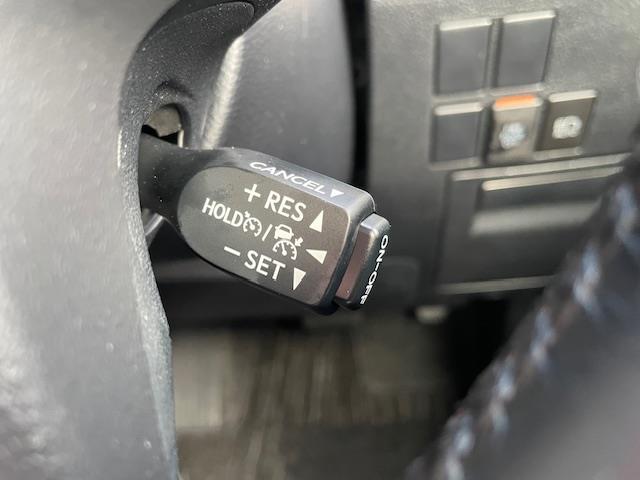 CANCEL▼
+ RES ▲
HOLD /
− SET ▼
ON-OFF